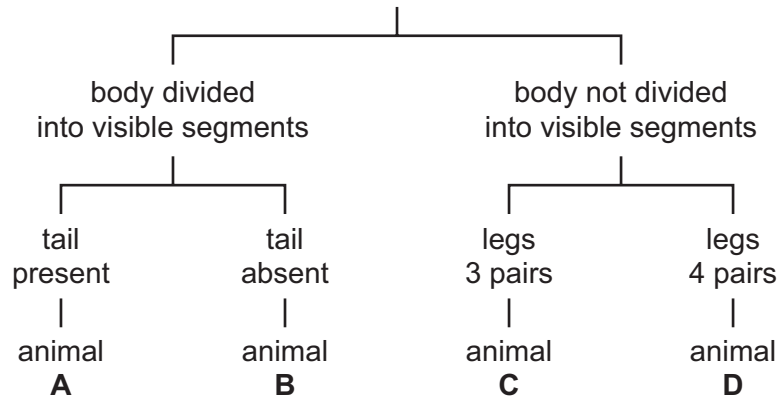 body divided
into visible segments
body not divided
into visible segments
tail
present
tail
absent
legs
3 pairs
legs
4 pairs
animal
A
animal
B
animal
C
animal
D